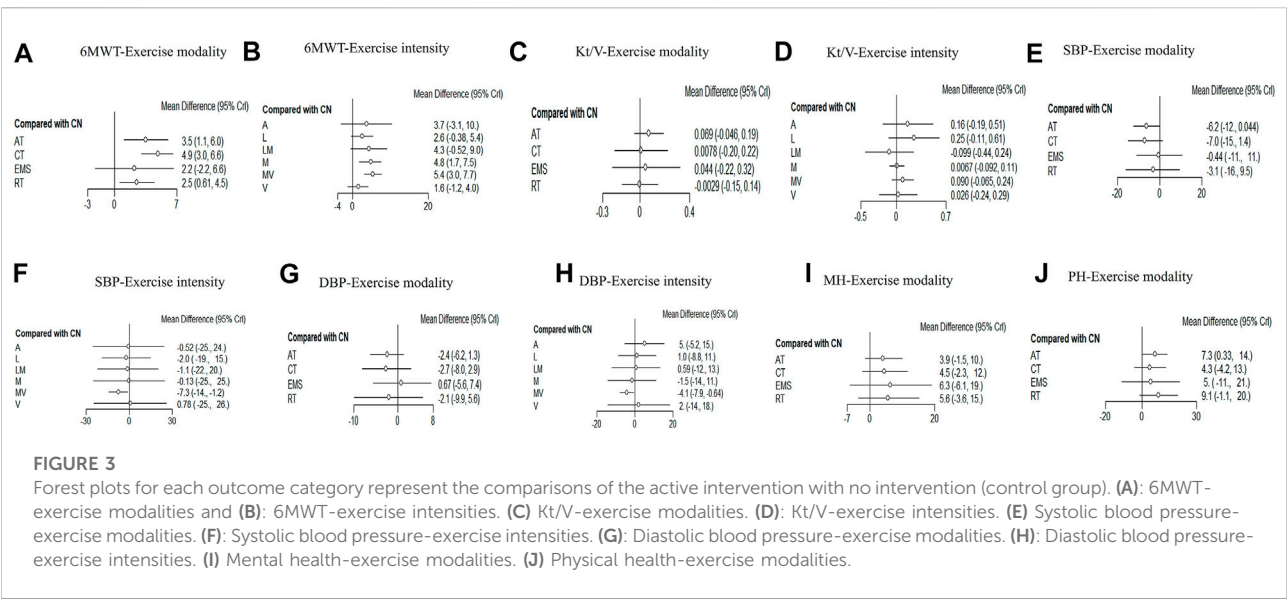 A
6MWT-Exercise modality
Mean Difference (95% CrI)
Compared with CN
AT 3.5 (1.1, 6.0)
CT 4.9 (3.0, 6.6)
EMS 2.2 (-2.2, 6.6)
RT 2.5 (0.61, 4.5)
-3 0 7
B
6MWT-Exercise intensity
Mean Difference (95% CrI)
Compared with CN
A 3.7 (-3.1, 10.)
L 2.6 (-0.38, 5.4)
LM 4.3 (-0.52, 9.0)
M 4.8 (1.7, 7.5)
MV 5.4 (3.0, 7.7)
V 1.6 (-1.2, 4.0)
-4 0 20
C
Kt/V-Exercise modality
Mean Difference (95% CrI)
Compared with CN
AT 0.069 (-0.046, 0.19)
CT 0.0078 (-0.20, 0.22)
EMS 0.044 (-0.22, 0.32)
RT -0.0029 (-0.15, 0.14)
-0.3 0 0.4
D
Kt/V-Exercise intensity
Mean Difference (95% CrI)
Compared with CN
A 0.16 (-0.19, 0.51)
L 0.25 (-0.11, 0.61)
LM -0.099 (-0.44, 0.24)
M 0.0067 (-0.092, 0.11)
MV 0.090 (-0.065, 0.24)
V 0.026 (-0.24, 0.29)
-0.5 0 0.7
E
SBP-Exercise modality
Mean Difference (95% CrI)
Compared with CN
AT -6.2 (-12, 0.044)
CT -7.0 (-15., 1.4)
EMS -0.44 (-11., 11.)
RT -3.1 (-16, 9.5)
-20 0 20
F
SBP-Exercise intensity
Mean Difference (95% CrI)
Compared with CN
A -0.52 (-25., 24.)
L -2.0 (-19., 15.)
LM -1.1 (-22, 20.)
M -0.13 (-25., 25.)
MV -7.3 (-14., -1.2)
V 0.78 (-25., 26.)
-30 0 30
G
DBP-Exercise modality
Mean Difference (95% CrI)
Compared with CN
AT -2.4 (-6.2, 1.3)
CT -2.7 (-8.0, 2.9)
EMS 0.67 (-5.6, 7.4)
RT -2.1 (-9.9, 5.6)
-10 0 8
H
DBP-Exercise intensity
Mean Difference (95% CrI)
Compared with CN
A 5. (-5.2, 15.)
L 1.0 (-8.8, 11.)
LM 0.59 (-12, 13.)
M -1.5 (-14, 11.)
MV -4.1 (-7.9, -0.64)
V 2. (-14., 18.)
-20 0 20
I
MH-Exercise modality
Mean Difference (95% CrI)
Compared with CN
AT 3.9 (-1.5, 10.)
CT 4.5 (-2.3, 12.)
EMS 6.3 (-6.1, 19.)
RT 5.6 (-3.6, 15.)
-7 0 20
J
PH-Exercise modality
Mean Difference (95% CrI)
Compared with CN
AT 7.3 (0.33, 14.)
CT 4.3 (-4.2, 13.)
EMS 5. (-11., 21.)
RT 9.1 (-1.1, 20.)
-20 0 30
FIGURE 3
Forest plots for each outcome category represent the comparisons of the active intervention with no intervention (control group). (A): 6MWT-
exercise modalities and (B): 6MWT-exercise intensities. (C) Kt/V-exercise modalities. (D): Kt/V-exercise intensities. (E) Systolic blood pressure-
exercise modalities. (F): Systolic blood pressure-exercise intensities. (G): Diastolic blood pressure-exercise modalities. (H): Diastolic blood pressure-
exercise intensities. (I) Mental health-exercise modalities. (J) Physical health-exercise modalities.